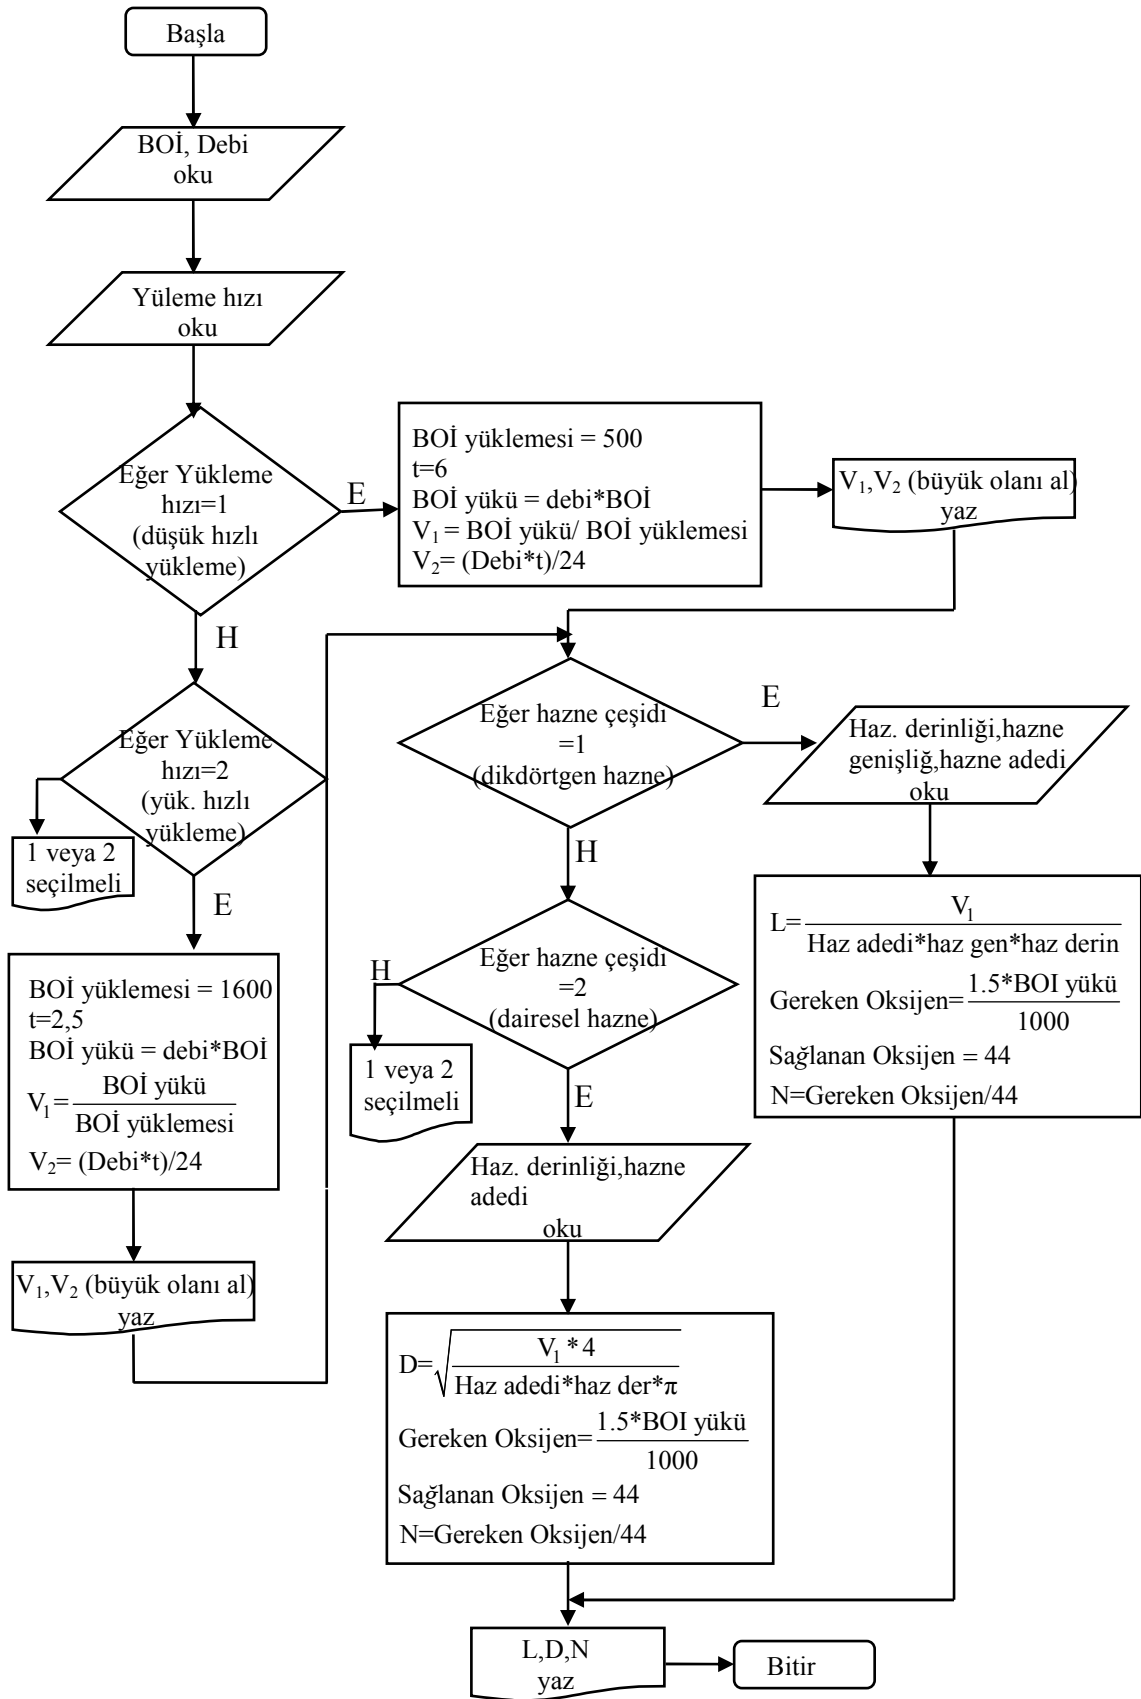 Başla
BOİ, Debi
oku
Yüleme hızı
oku
Eğer Yükleme
hızı=1
(düşük hızlı
yükleme)
E
BOİ yüklemesi = 500
t=6
BOİ yükü = debi*BOİ
V₁ = BOİ yükü/ BOİ yüklemesi
V₂= (Debi*t)/24
V₁,V₂ (büyük olanı al)
yaz
H
Eğer Yükleme
hızı=2
(yük. hızlı
yükleme)
1 veya 2
seçilmeli
E
BOİ yüklemesi = 1600
t=2,5
BOİ yükü = debi*BOİ
V₁= BOİ yükü
BOİ yüklemesi
V₂= (Debi*t)/24
V₁,V₂ (büyük olanı al)
yaz
Eğer hazne çeşidi
=1
(dikdörtgen hazne)
E
Haz. derinliği,hazne
genişliğ,hazne adedi
oku
L= V₁
Haz adedi*haz gen*haz derin
Gereken Oksijen= 1.5*BOI yükü
1000
Sağlanan Oksijen = 44
N=Gereken Oksijen/44
H
Eğer hazne çeşidi
=2
(dairesel hazne)
H
1 veya 2
seçilmeli
E
Haz. derinliği,hazne
adedi
oku
D=√ V₁ * 4
Haz adedi*haz der*π
Gereken Oksijen= 1.5*BOI yükü
1000
Sağlanan Oksijen = 44
N=Gereken Oksijen/44
L,D,N
yaz
Bitir